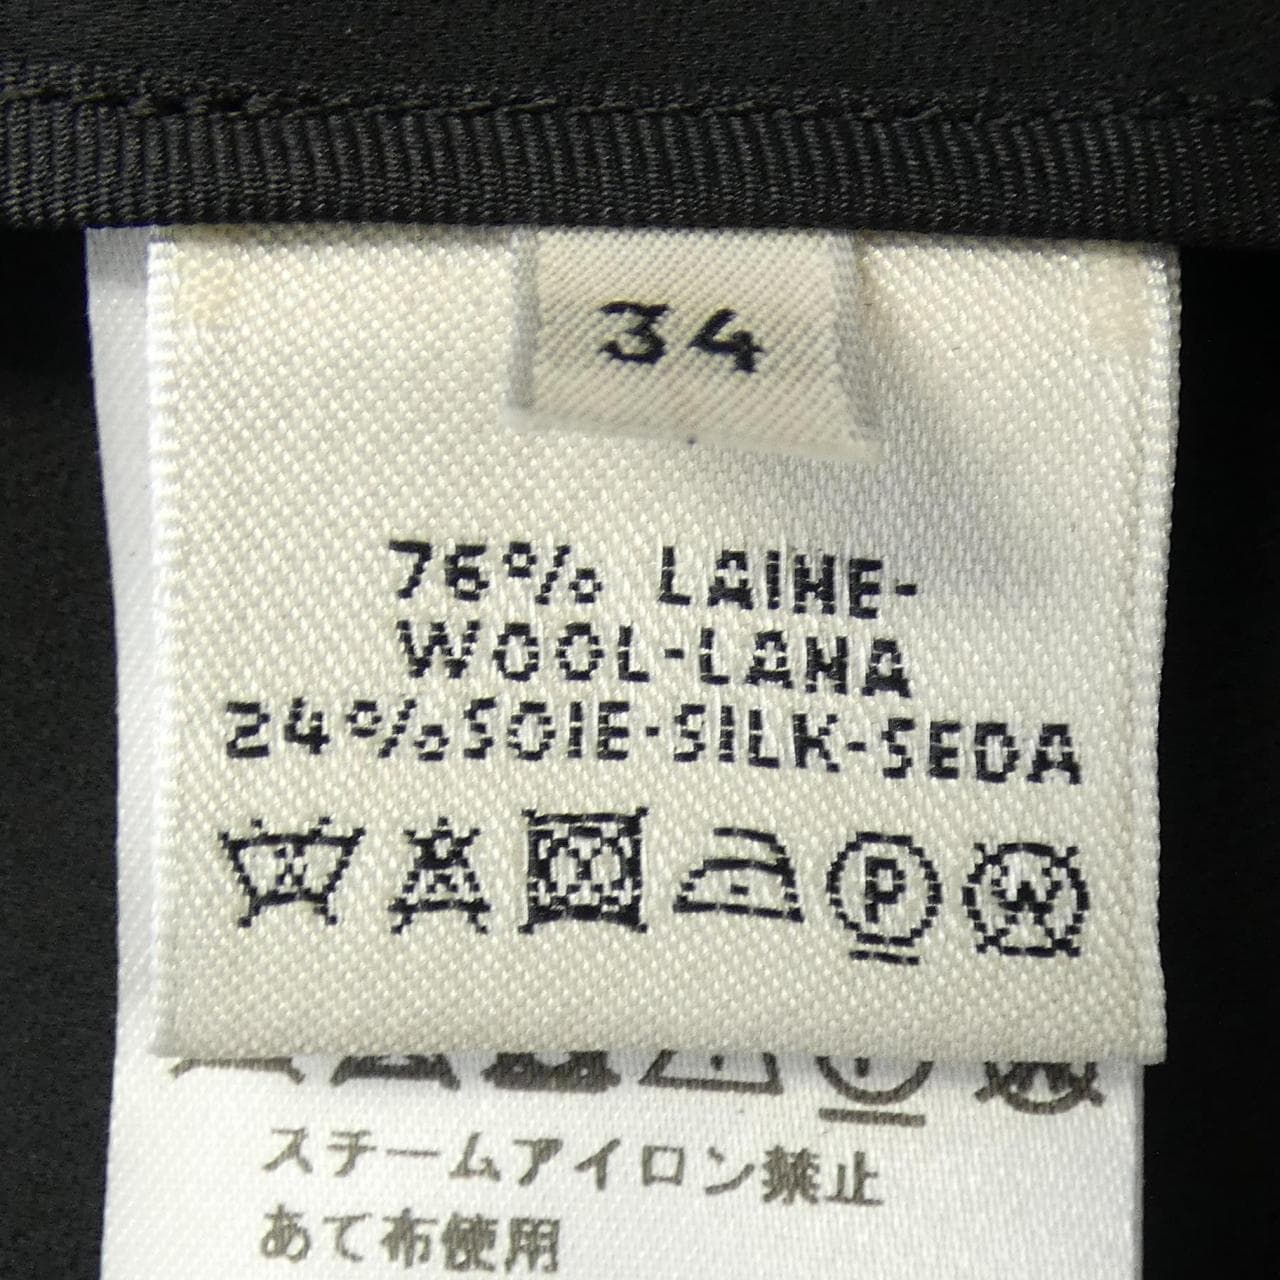 34
76% LAINE-
WOOL-LANA
24% SOIE-SILK-SEDA
P W
スチームアイロン禁止
あて布使用